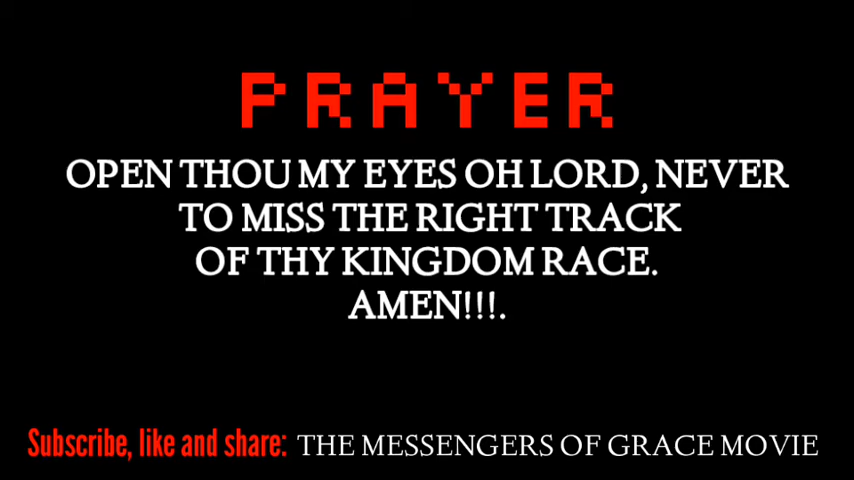 PRAYER
OPEN THOU MY EYES OH LORD, NEVER
TO MISS THE RIGHT TRACK
OF THY KINGDOM RACE.
AMEN!!!.
Subscribe, like and share: THE MESSENGERS OF GRACE MOVIE